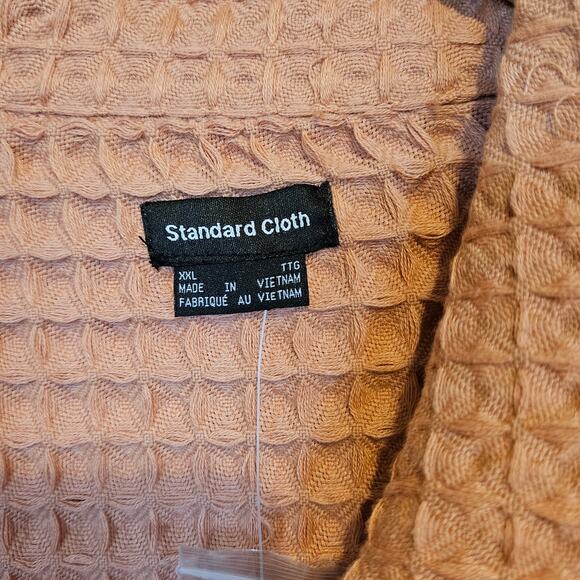 Standard Cloth
XXL TTG
MADE IN VIETNAM
FABRIQUÉ AU VIETNAM